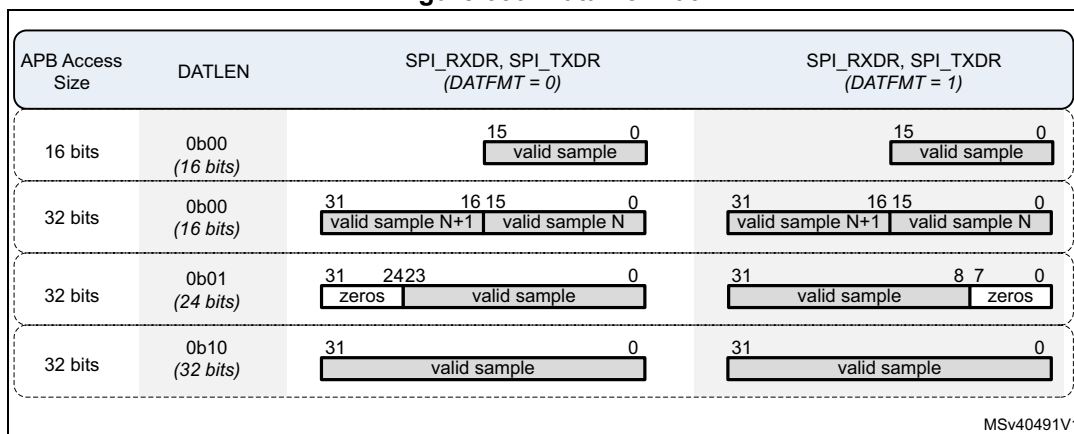 APB Access Size DATLEN SPI_RXDR, SPI_TXDR (DATFMT = 0) SPI_RXDR, SPI_TXDR (DATFMT = 1)
16 bits 0b00 (16 bits) 15 0 valid sample 15 0 valid sample
32 bits 0b00 (16 bits) 31 16 15 0 valid sample N+1 valid sample N 31 16 15 0 valid sample N+1 valid sample N
32 bits 0b01 (24 bits) 31 24 23 0 zeros valid sample 31 8 7 0 valid sample zeros
32 bits 0b10 (32 bits) 31 0 valid sample 31 0 valid sample
MSv40491V1